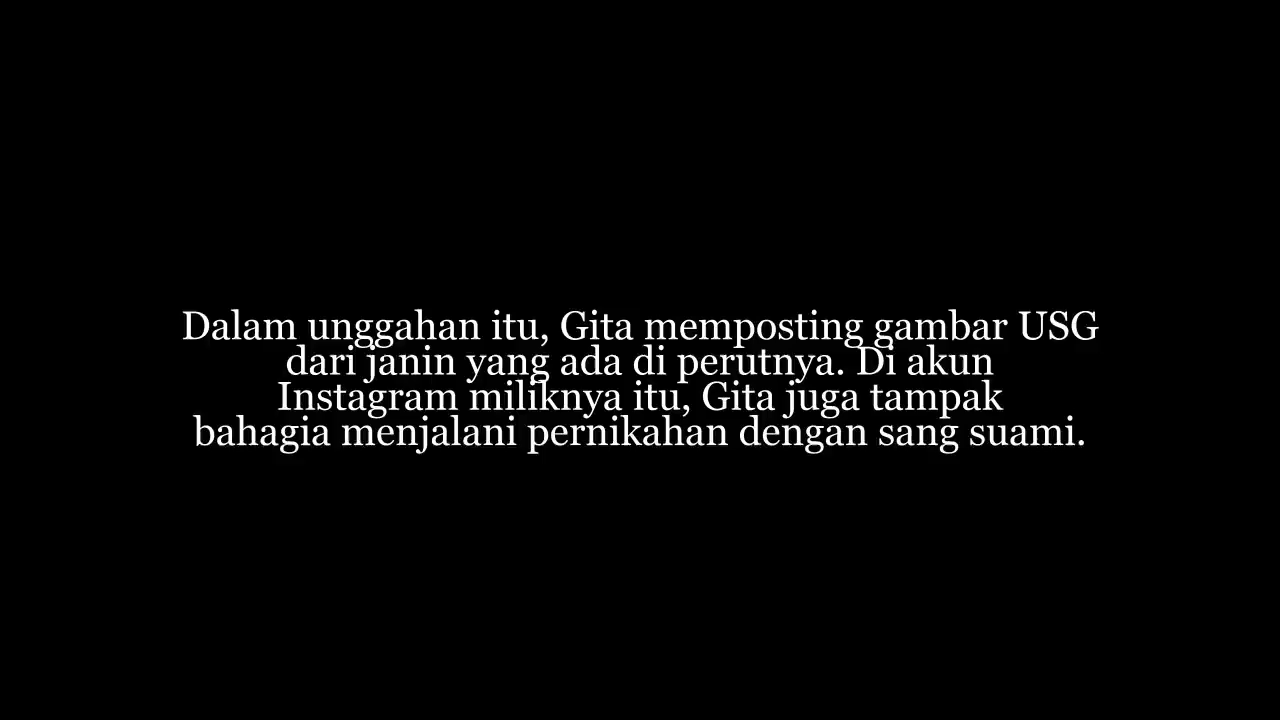 Dalam unggahan itu, Gita memposting gambar USG
dari janin yang ada di perutnya. Di akun
Instagram miliknya itu, Gita juga tampak
bahagia menjalani pernikahan dengan sang suami.